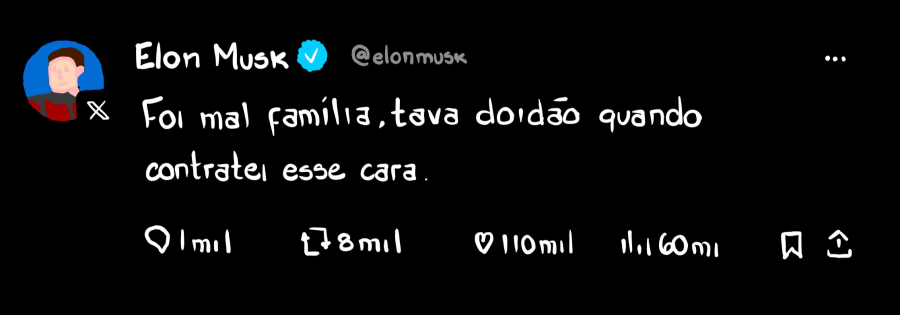 Elon Musk @elonmusk ...
Foi mal família, tava doidão quando
contratei esse cara.
1mil 8mil 110mil 60mi